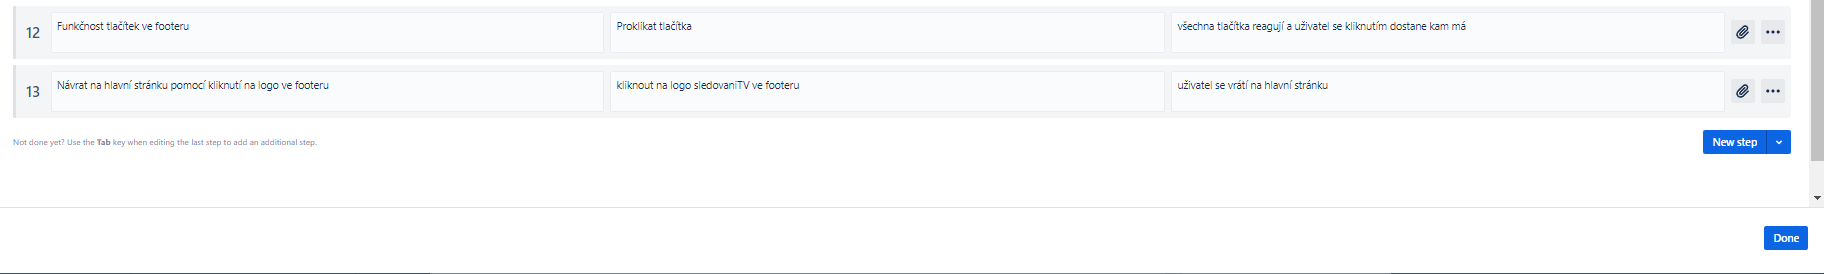 12
Funkčnost tlačítek ve footeru
Proklikat tlačítka
všechna tlačítka reagují a uživatel se kliknutím dostane kam má
13
Návrat na hlavní stránku pomocí kliknutí na logo ve footeru
kliknout na logo sledovaniTV ve footeru
uživatel se vrátí na hlavní stránku
Not done yet? Use the Tab key when editing the last step to add an additional step.
New step
Done